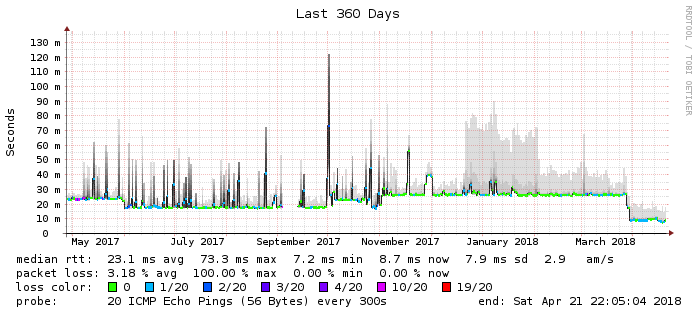 Last 360 Days
RRDTOOL / TOBI OETIKER
Seconds
130 m
120 m
110 m
100 m
90 m
80 m
70 m
60 m
50 m
40 m
30 m
20 m
10 m
0
May 2017 July 2017 September 2017 November 2017 January 2018 March 2018
median rtt: 23.1 ms avg 73.3 ms max 7.2 ms min 8.7 ms now 7.9 ms sd 2.9 am/s
packet loss: 3.18 % avg 100.00 % max 0.00 % min 0.00 % now
loss color: 0 1/20 2/20 3/20 4/20 10/20 19/20
probe: 20 ICMP Echo Pings (56 Bytes) every 300s end: Sat Apr 21 22:05:04 2018